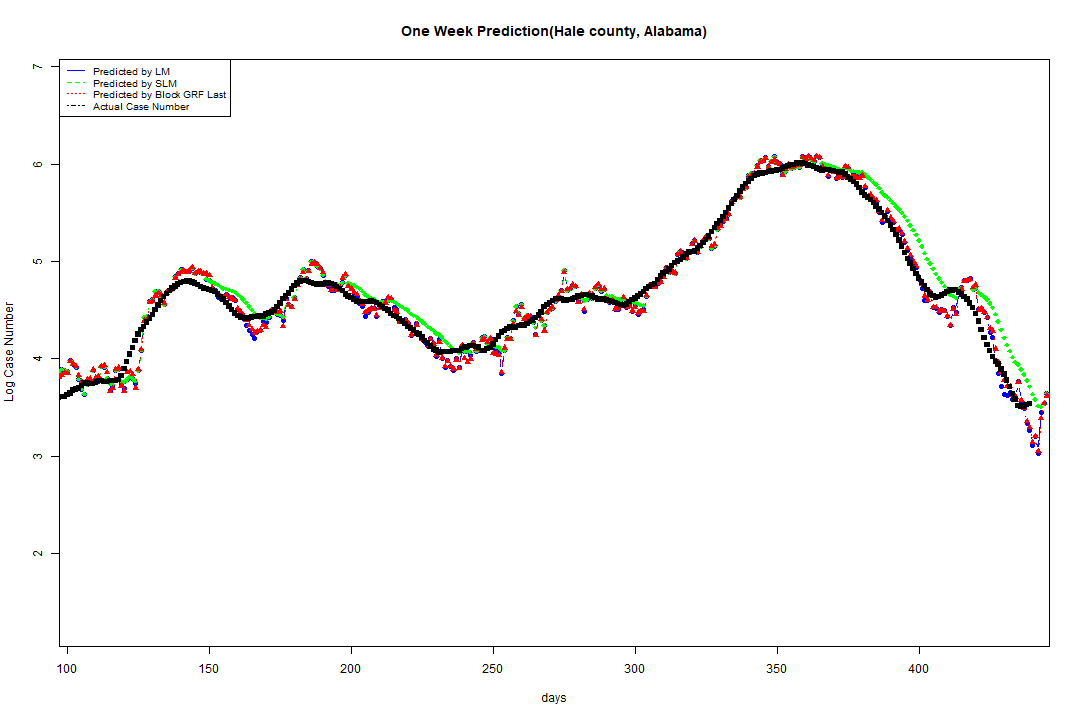 One Week Prediction(Hale county, Alabama)
Predicted by LM
Predicted by SLM
Predicted by Block GRF Last
Actual Case Number
Log Case Number
7
6
5
4
3
2
100 150 200 250 300 350 400
days